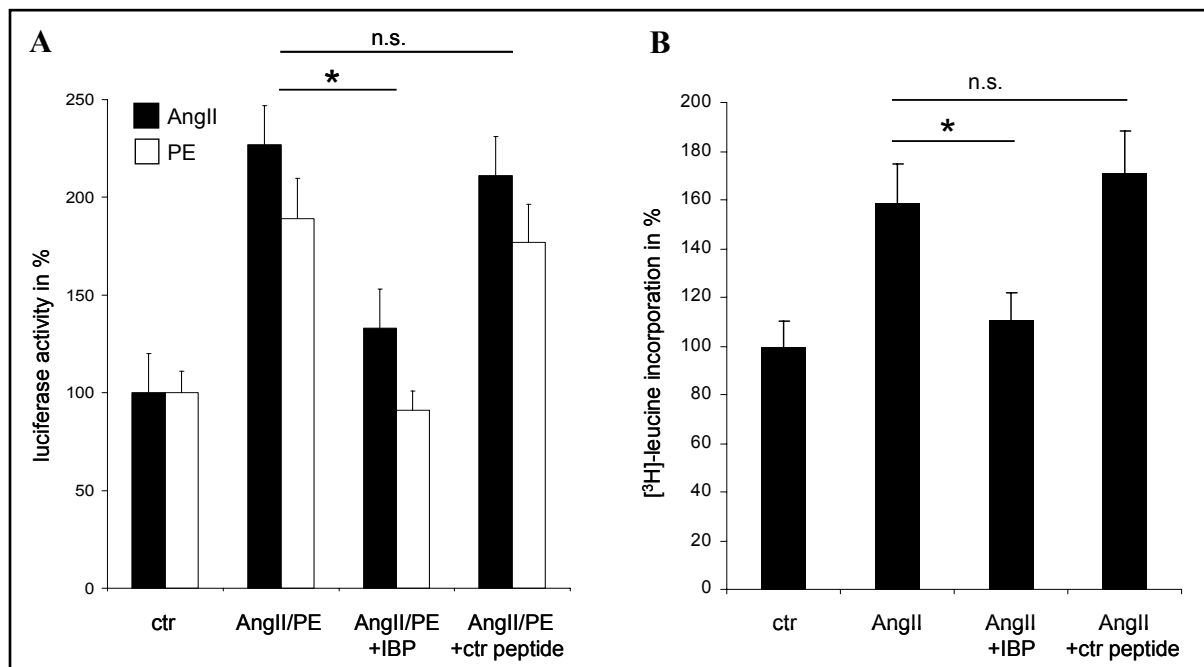 A
n.s.
*
250
AngII
PE
200
150
100
50
0
luciferase activity in %
ctr
AngII/PE
AngII/PE
+IBP
AngII/PE
+ctr peptide
B
n.s.
*
200
180
160
140
120
100
80
60
40
20
0
[³H]-leucine incorporation in %
ctr
AngII
AngII
+IBP
AngII
+ctr peptide